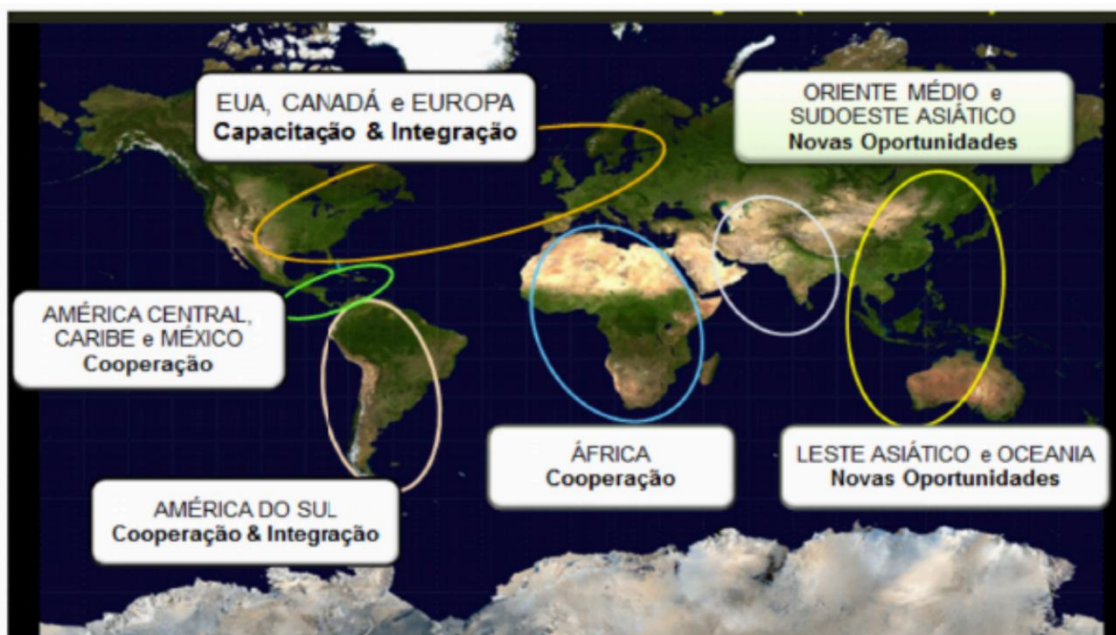 EUA, CANADÁ e EUROPA
Capacitação & Integração
ORIENTE MÉDIO e
SUDOESTE ASIÁTICO
Novas Oportunidades
AMÉRICA CENTRAL,
CARIBE e MÉXICO
Cooperação
ÁFRICA
Cooperação
LESTE ASIÁTICO e OCEANIA
Novas Oportunidades
AMÉRICA DO SUL
Cooperação & Integração